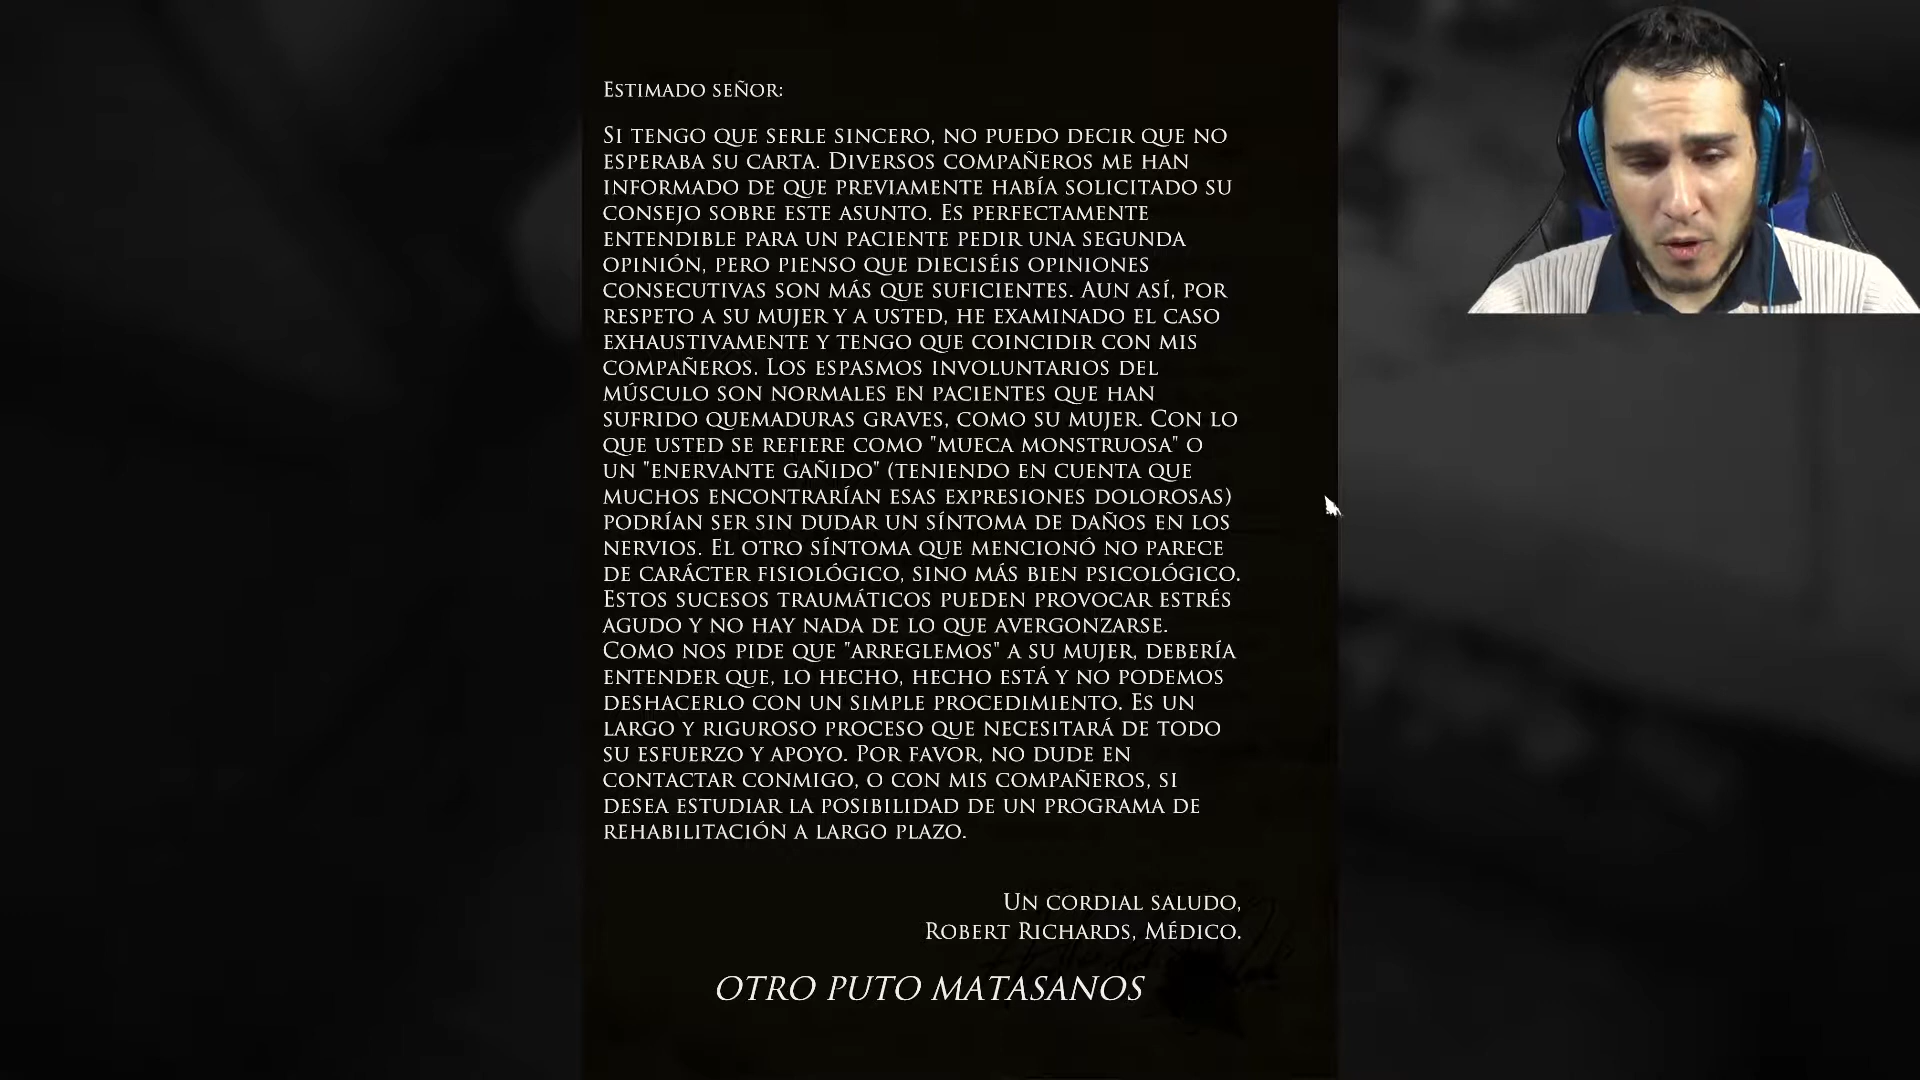 Estimado señor:
Si tengo que serle sincero, no puedo decir que no
esperaba su carta. Diversos compañeros me han
informado de que previamente había solicitado su
consejo sobre este asunto. Es perfectamente
entendible para un paciente pedir una segunda
opinión, pero pienso que dieciséis opiniones
consecutivas son más que suficientes. Aun así, por
respeto a su mujer y a usted, he examinado el caso
exhaustivamente y tengo que coincidir con mis
compañeros. Los espasmos involuntarios del
músculo son normales en pacientes que han
sufrido quemaduras graves, como su mujer. Con lo
que usted se refiere como "mueca monstruosa" o
un "enervante gañido" (teniendo en cuenta que
muchos encontrarían esas expresiones dolorosas)
podrían ser sin dudar un síntoma de daños en los
nervios. El otro síntoma que mencionó no parece
de carácter fisiológico, sino más bien psicológico.
Estos sucesos traumáticos pueden provocar estrés
agudo y no hay nada de lo que avergonzarse.
Como nos pide que "arreglemos" a su mujer, debería
entender que, lo hecho, hecho está y no podemos
deshacerlo con un simple procedimiento. Es un
largo y riguroso proceso que necesitará de todo
su esfuerzo y apoyo. Por favor, no dude en
contactar conmigo, o con mis compañeros, si
desea estudiar la posibilidad de un programa de
rehabilitación a largo plazo.
Un cordial saludo,
Robert Richards, Médico.
OTRO PUTO MATASANOS